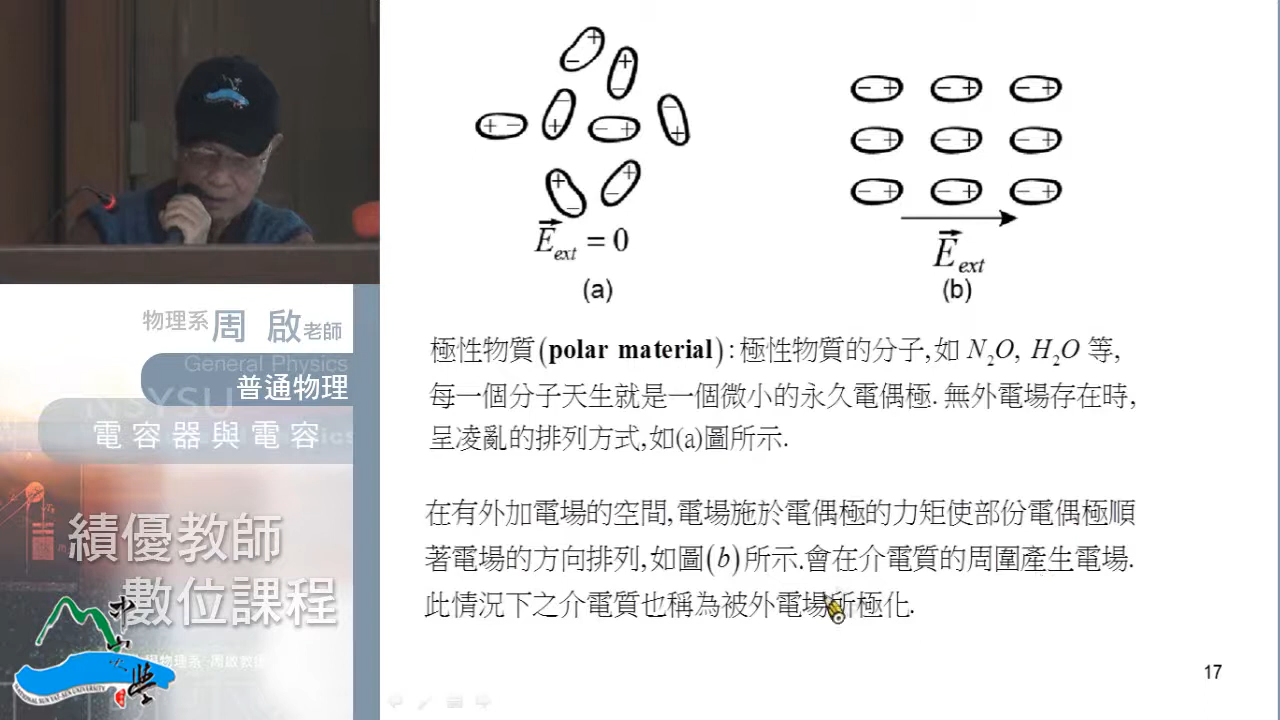 E ext = 0
(a)
E ext
(b)
極性物質(polar material):極性物質的分子,如 N2O, H2O 等,
每一個分子天生就是一個微小的永久電偶極. 無外電場存在時,
呈凌亂的排列方式,如(a)圖所示.
在有外加電場的空間,電場施於電偶極的力矩使部份電偶極順
著電場的方向排列,如圖(b)所示.會在介電質的周圍產生電場.
此情況下之介電質也稱為被外電場所極化.
17
物理系 周 啟 老師
General Physics
普通物理
NSYSU
電容器與電容
績優教師
數位課程
NATIONAL SUN YAT-SEN UNIVERSITY